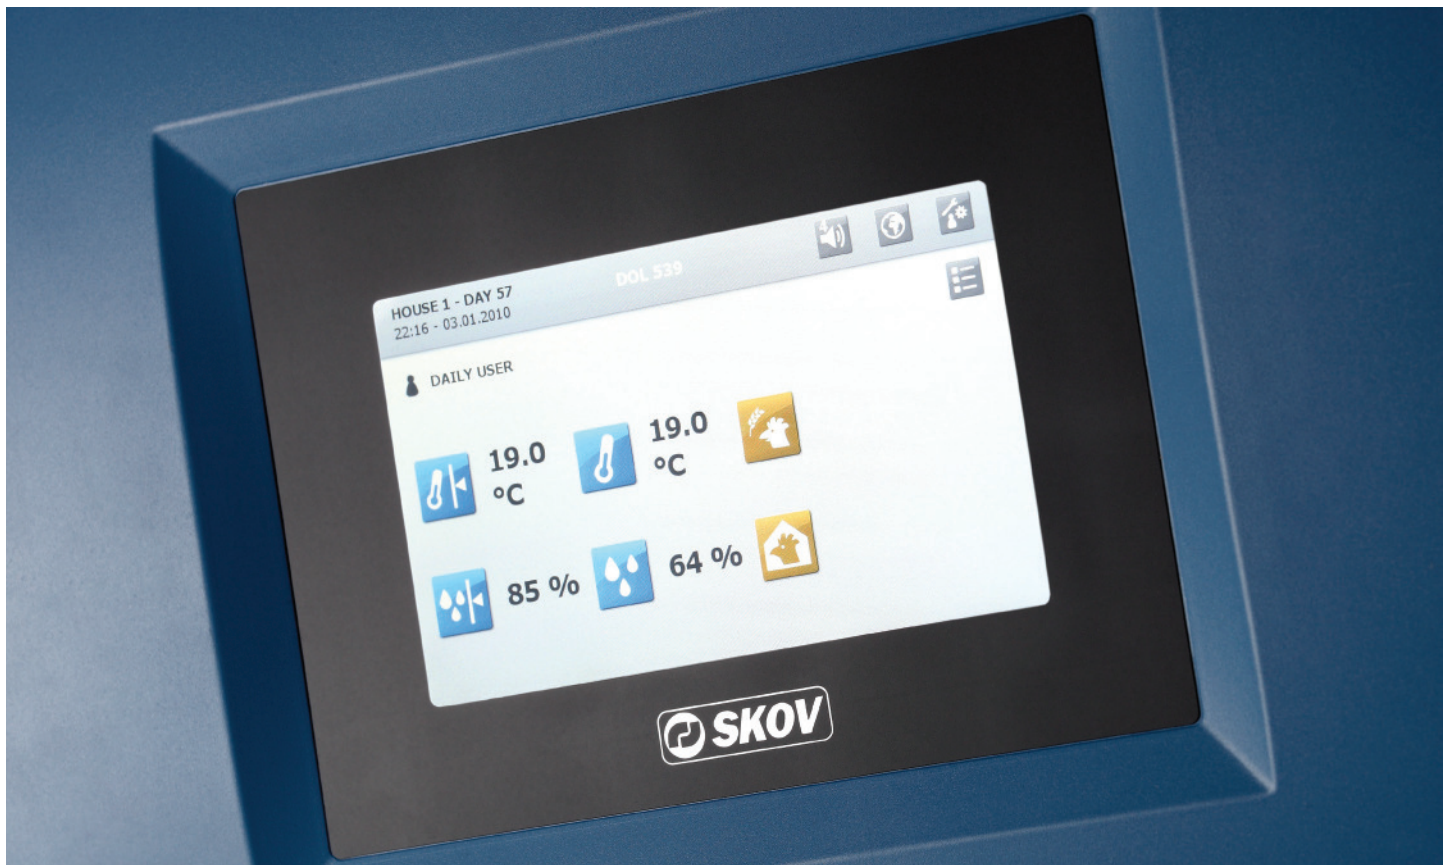 HOUSE 1 - DAY 57
22:16 - 03.01.2010
DOL 539
4
DAILY USER
19.0
°C
19.0
°C
85 %
64 %
SKOV